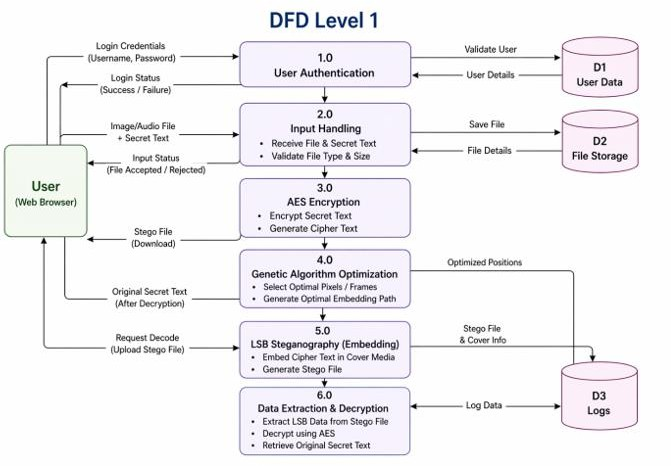 DFD Level 1
Login Credentials
(Username, Password)
Login Status
(Success / Failure)
1.0
User Authentication
Validate User
User Details
D1
User Data
Image/Audio File
+ Secret Text
Input Status
(File Accepted / Rejected)
2.0
Input Handling
• Receive File & Secret Text
• Validate File Type & Size
Save File
File Details
D2
File Storage
User
(Web Browser)
3.0
AES Encryption
• Encrypt Secret Text
• Generate Cipher Text
Stego File
(Download)
4.0
Genetic Algorithm Optimization
• Select Optimal Pixels / Frames
• Generate Optimal Embedding Path
Optimized Positions
Original Secret Text
(After Decryption)
Request Decode
(Upload Stego File)
5.0
LSB Steganography (Embedding)
• Embed Cipher Text in Cover Media
• Generate Stego File
Stego File
& Cover Info
6.0
Data Extraction & Decryption
• Extract LSB Data from Stego File
• Decrypt using AES
• Retrieve Original Secret Text
Log Data
D3
Logs